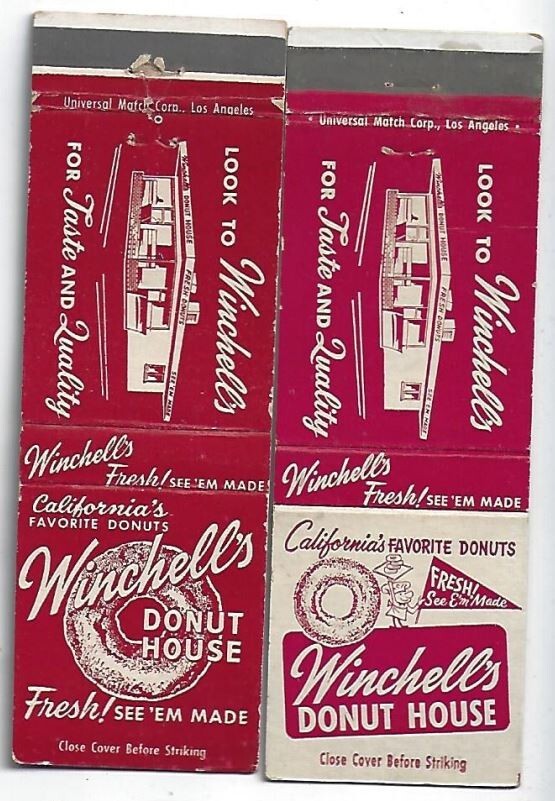 Universal Match Corp., Los Angeles
LOOK TO Winchell's
WINCHELL'S DONUT HOUSE FRESH DONUTS SEE'EM MADE
FOR Taste AND Quality
Winchell's
Fresh! SEE 'EM MADE
California's
FAVORITE DONUTS
Winchell's
DONUT
HOUSE
Fresh! SEE 'EM MADE
Close Cover Before Striking
• Universal Match Corp., Los Angeles •
LOOK TO Winchell's
WINCHELL'S DONUT HOUSE FRESH DONUTS SEE'EM MADE
FOR Taste AND Quality
Winchell's
Fresh! SEE 'EM MADE
California's FAVORITE DONUTS
FRESH!
See E'm Made
Winchell's
DONUT HOUSE
Close Cover Before Striking